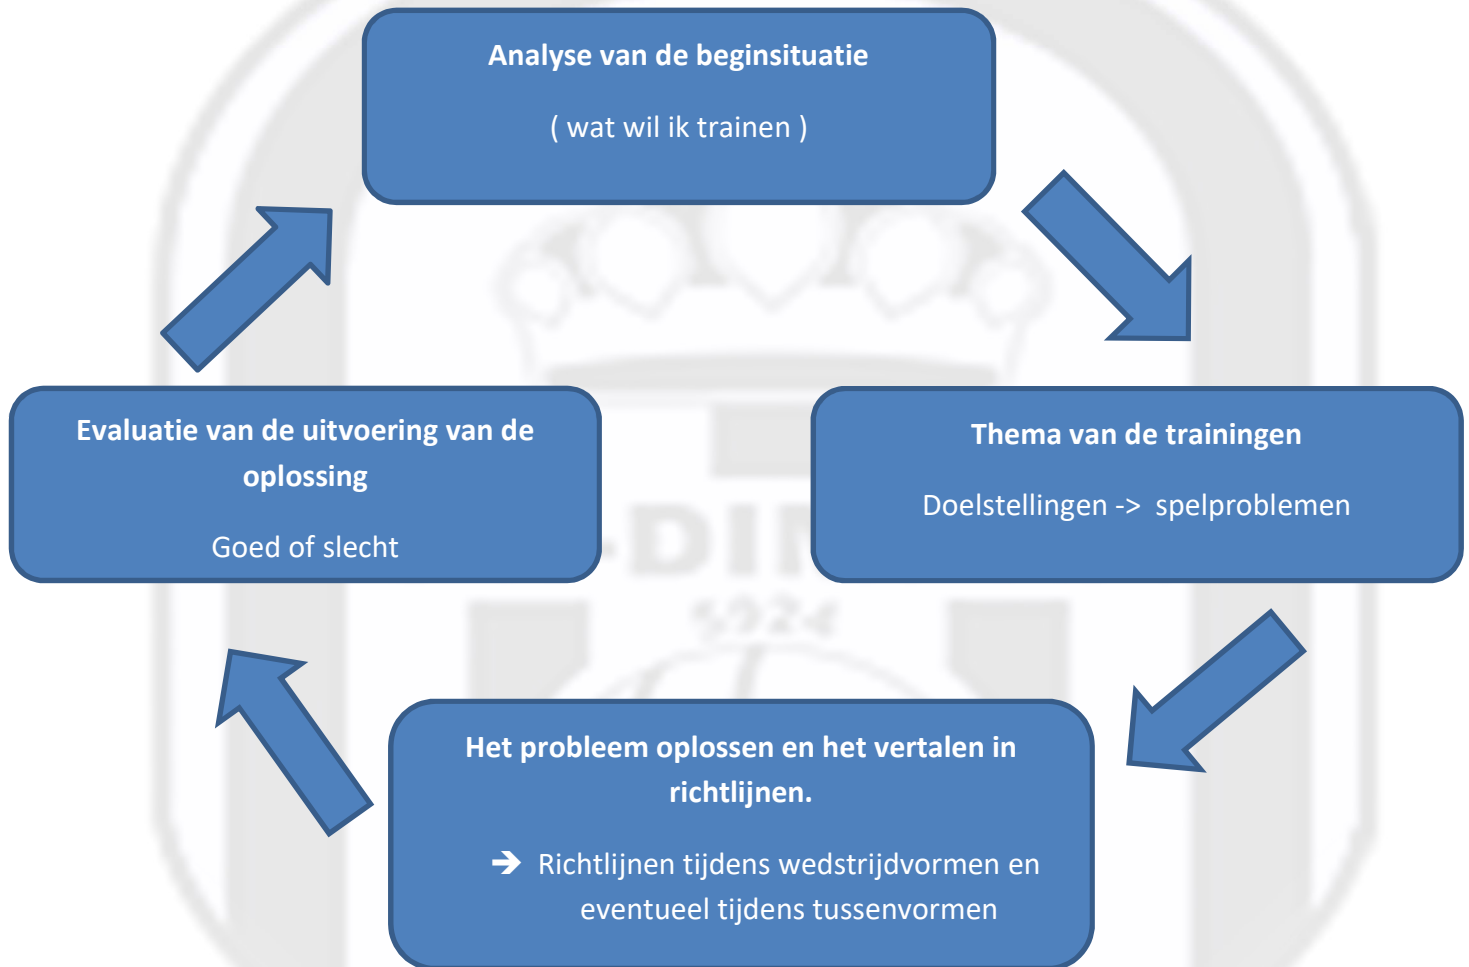 Analyse van de beginsituatie
( wat wil ik trainen )
Evaluatie van de uitvoering van de
oplossing
Goed of slecht
Thema van de trainingen
Doelstellingen -> spelproblemen
DIN
5924
Het probleem oplossen en het vertalen in
richtlijnen.
➔ Richtlijnen tijdens wedstrijdvormen en
eventueel tijdens tussenvormen